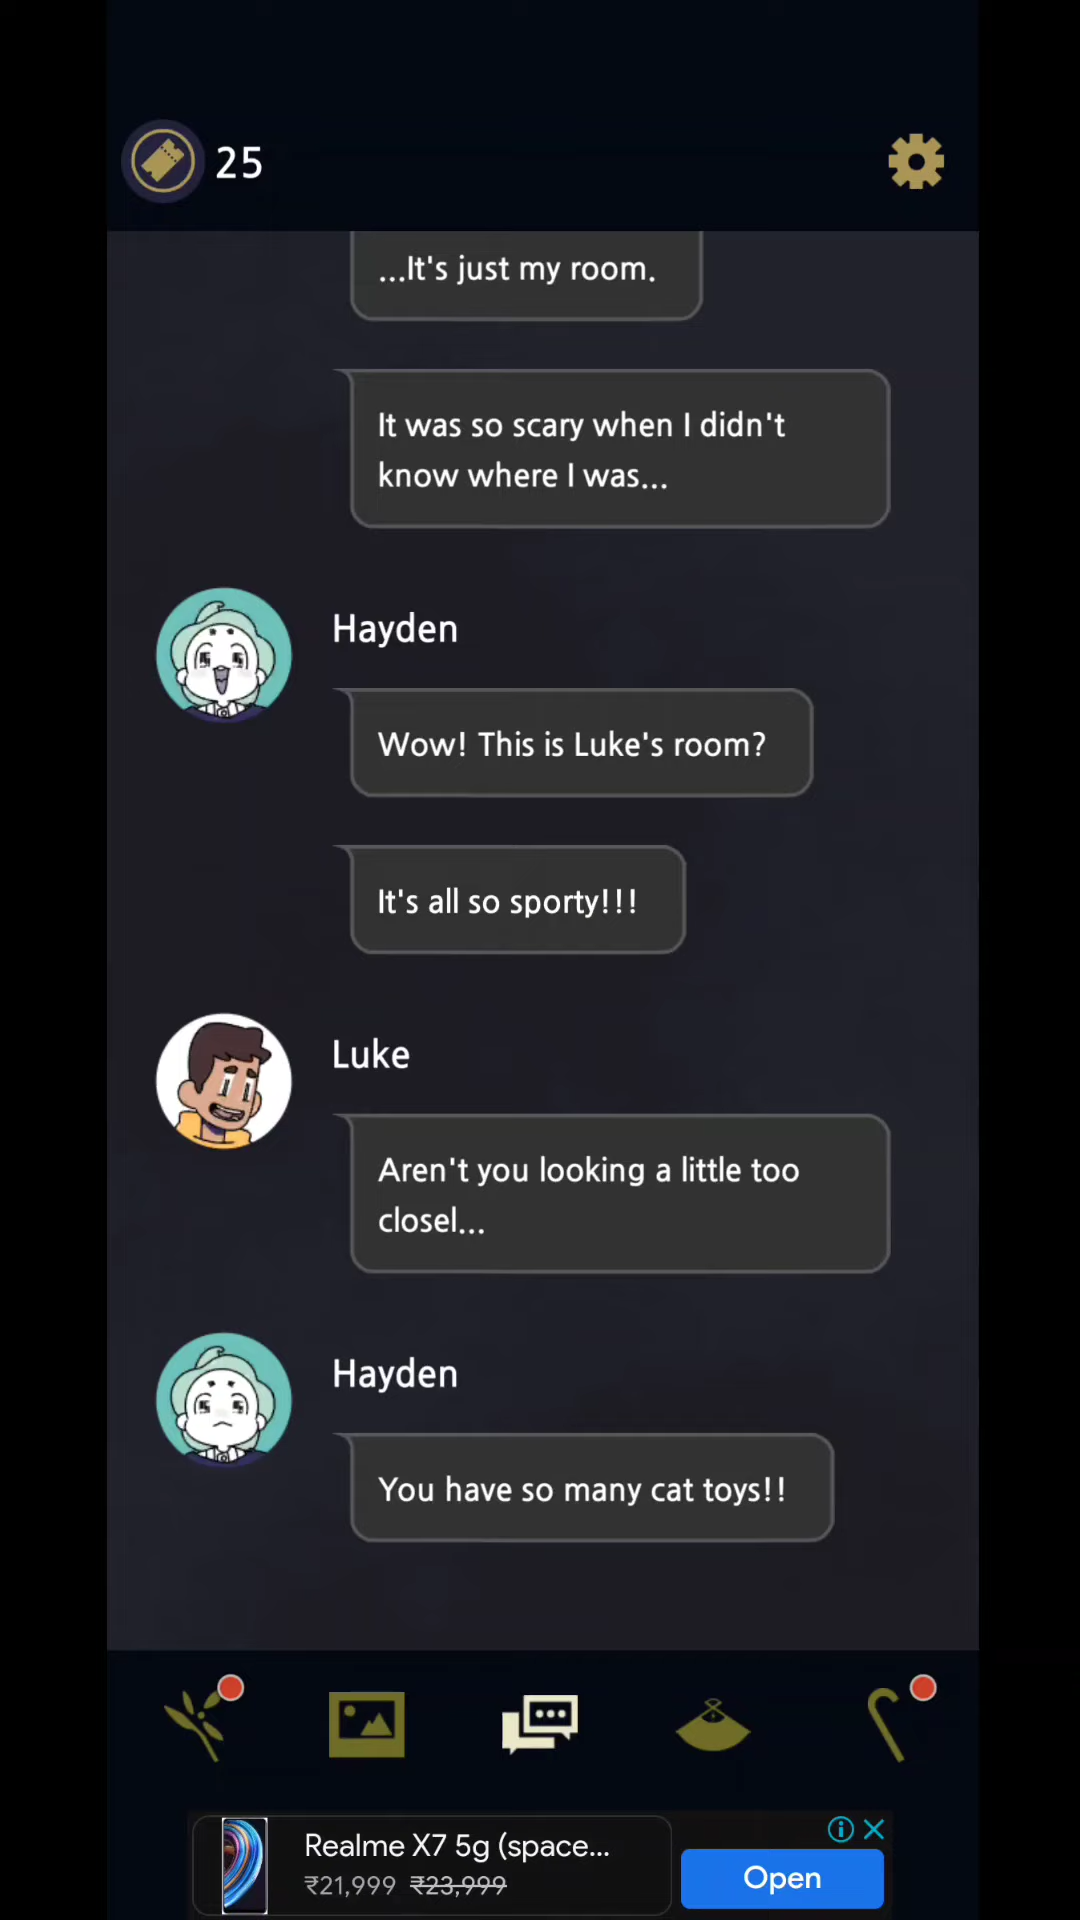 25
...It's just my room.
It was so scary when I didn't
know where I was...
Hayden
Wow! This is Luke's room?
It's all so sporty!!!
Luke
Aren't you looking a little too
closel...
Hayden
You have so many cat toys!!
Realme X7 5g (space...
₹21,999 ₹23,999
Open